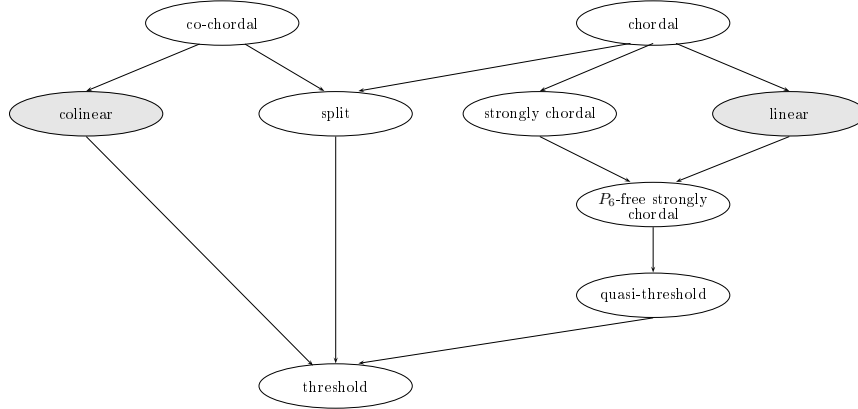 co-chordal
chordal
colinear
split
strongly chordal
linear
P₆-free strongly
chordal
quasi-threshold
threshold